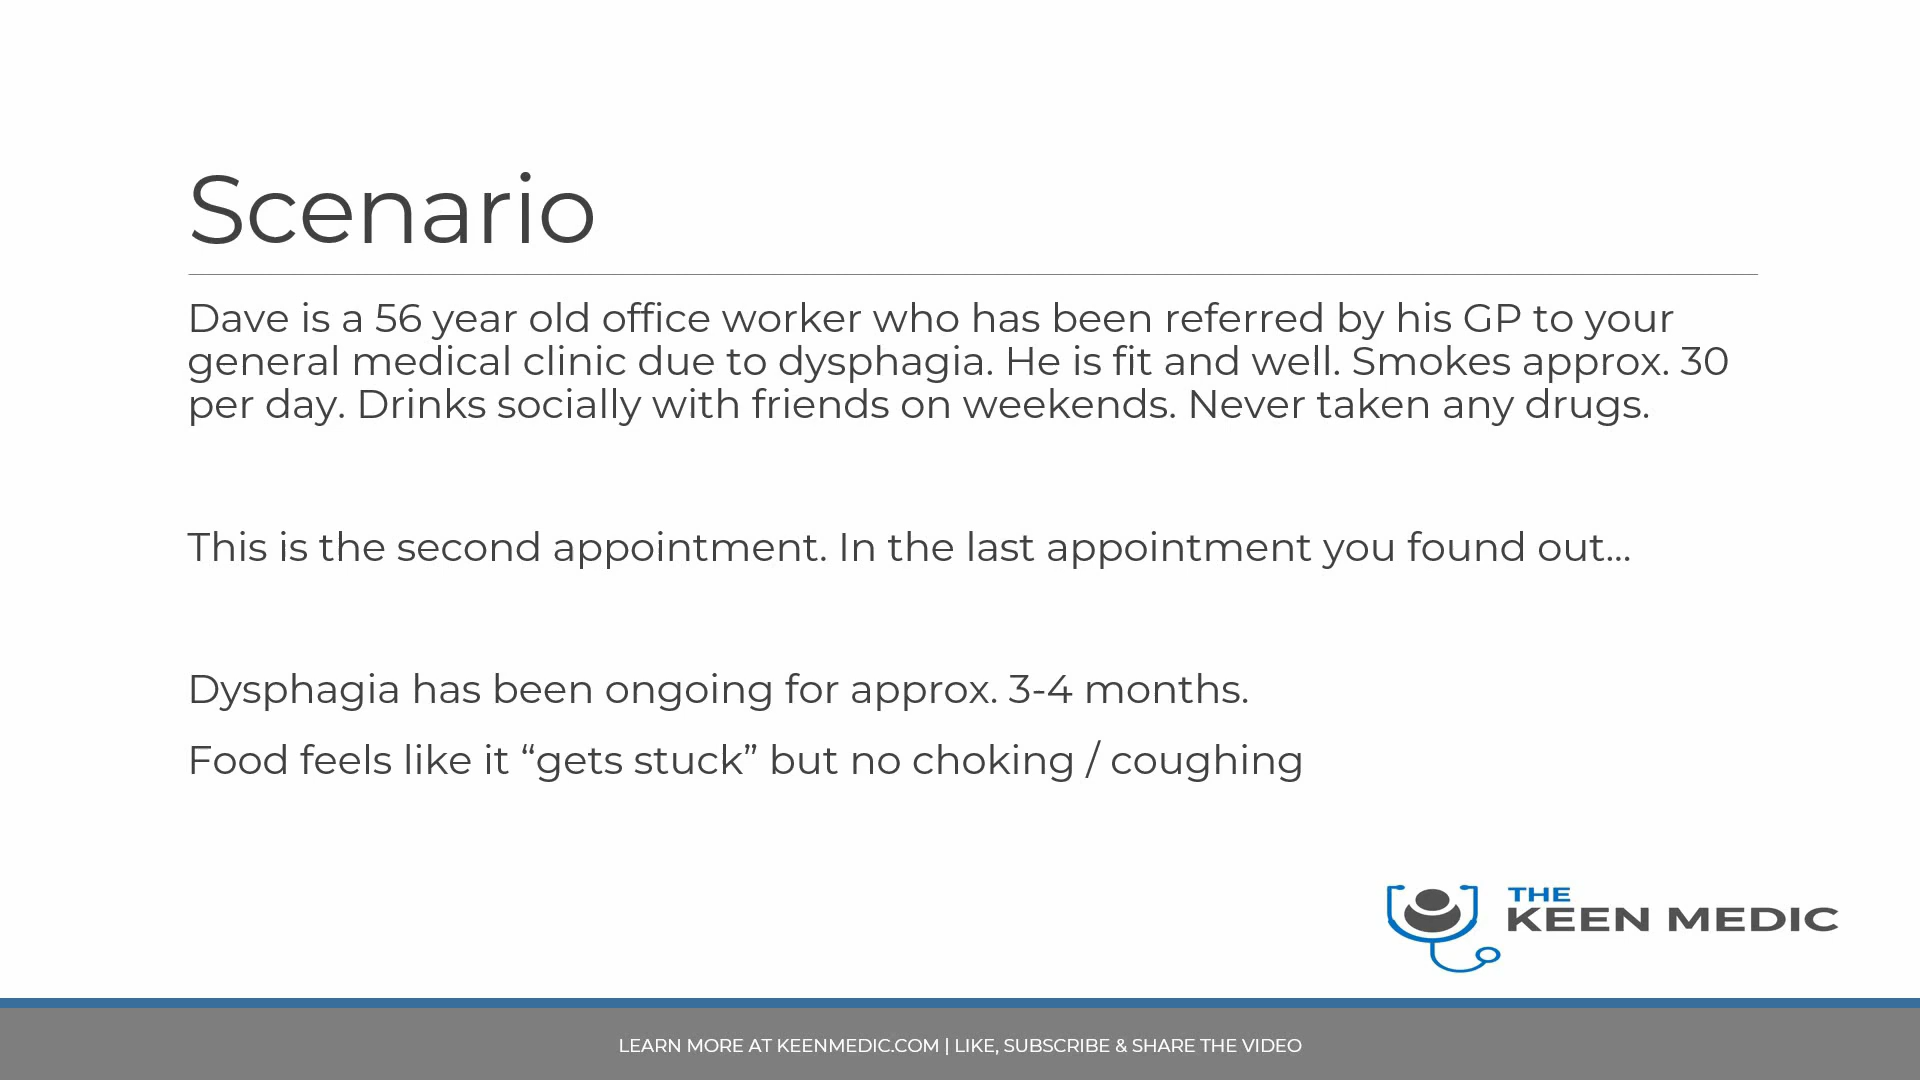 Scenario
Dave is a 56 year old office worker who has been referred by his GP to your
general medical clinic due to dysphagia. He is fit and well. Smokes approx. 30
per day. Drinks socially with friends on weekends. Never taken any drugs.
This is the second appointment. In the last appointment you found out...
Dysphagia has been ongoing for approx. 3-4 months.
Food feels like it “gets stuck” but no choking / coughing
THE
KEEN MEDIC
LEARN MORE AT KEENMEDIC.COM | LIKE, SUBSCRIBE & SHARE THE VIDEO